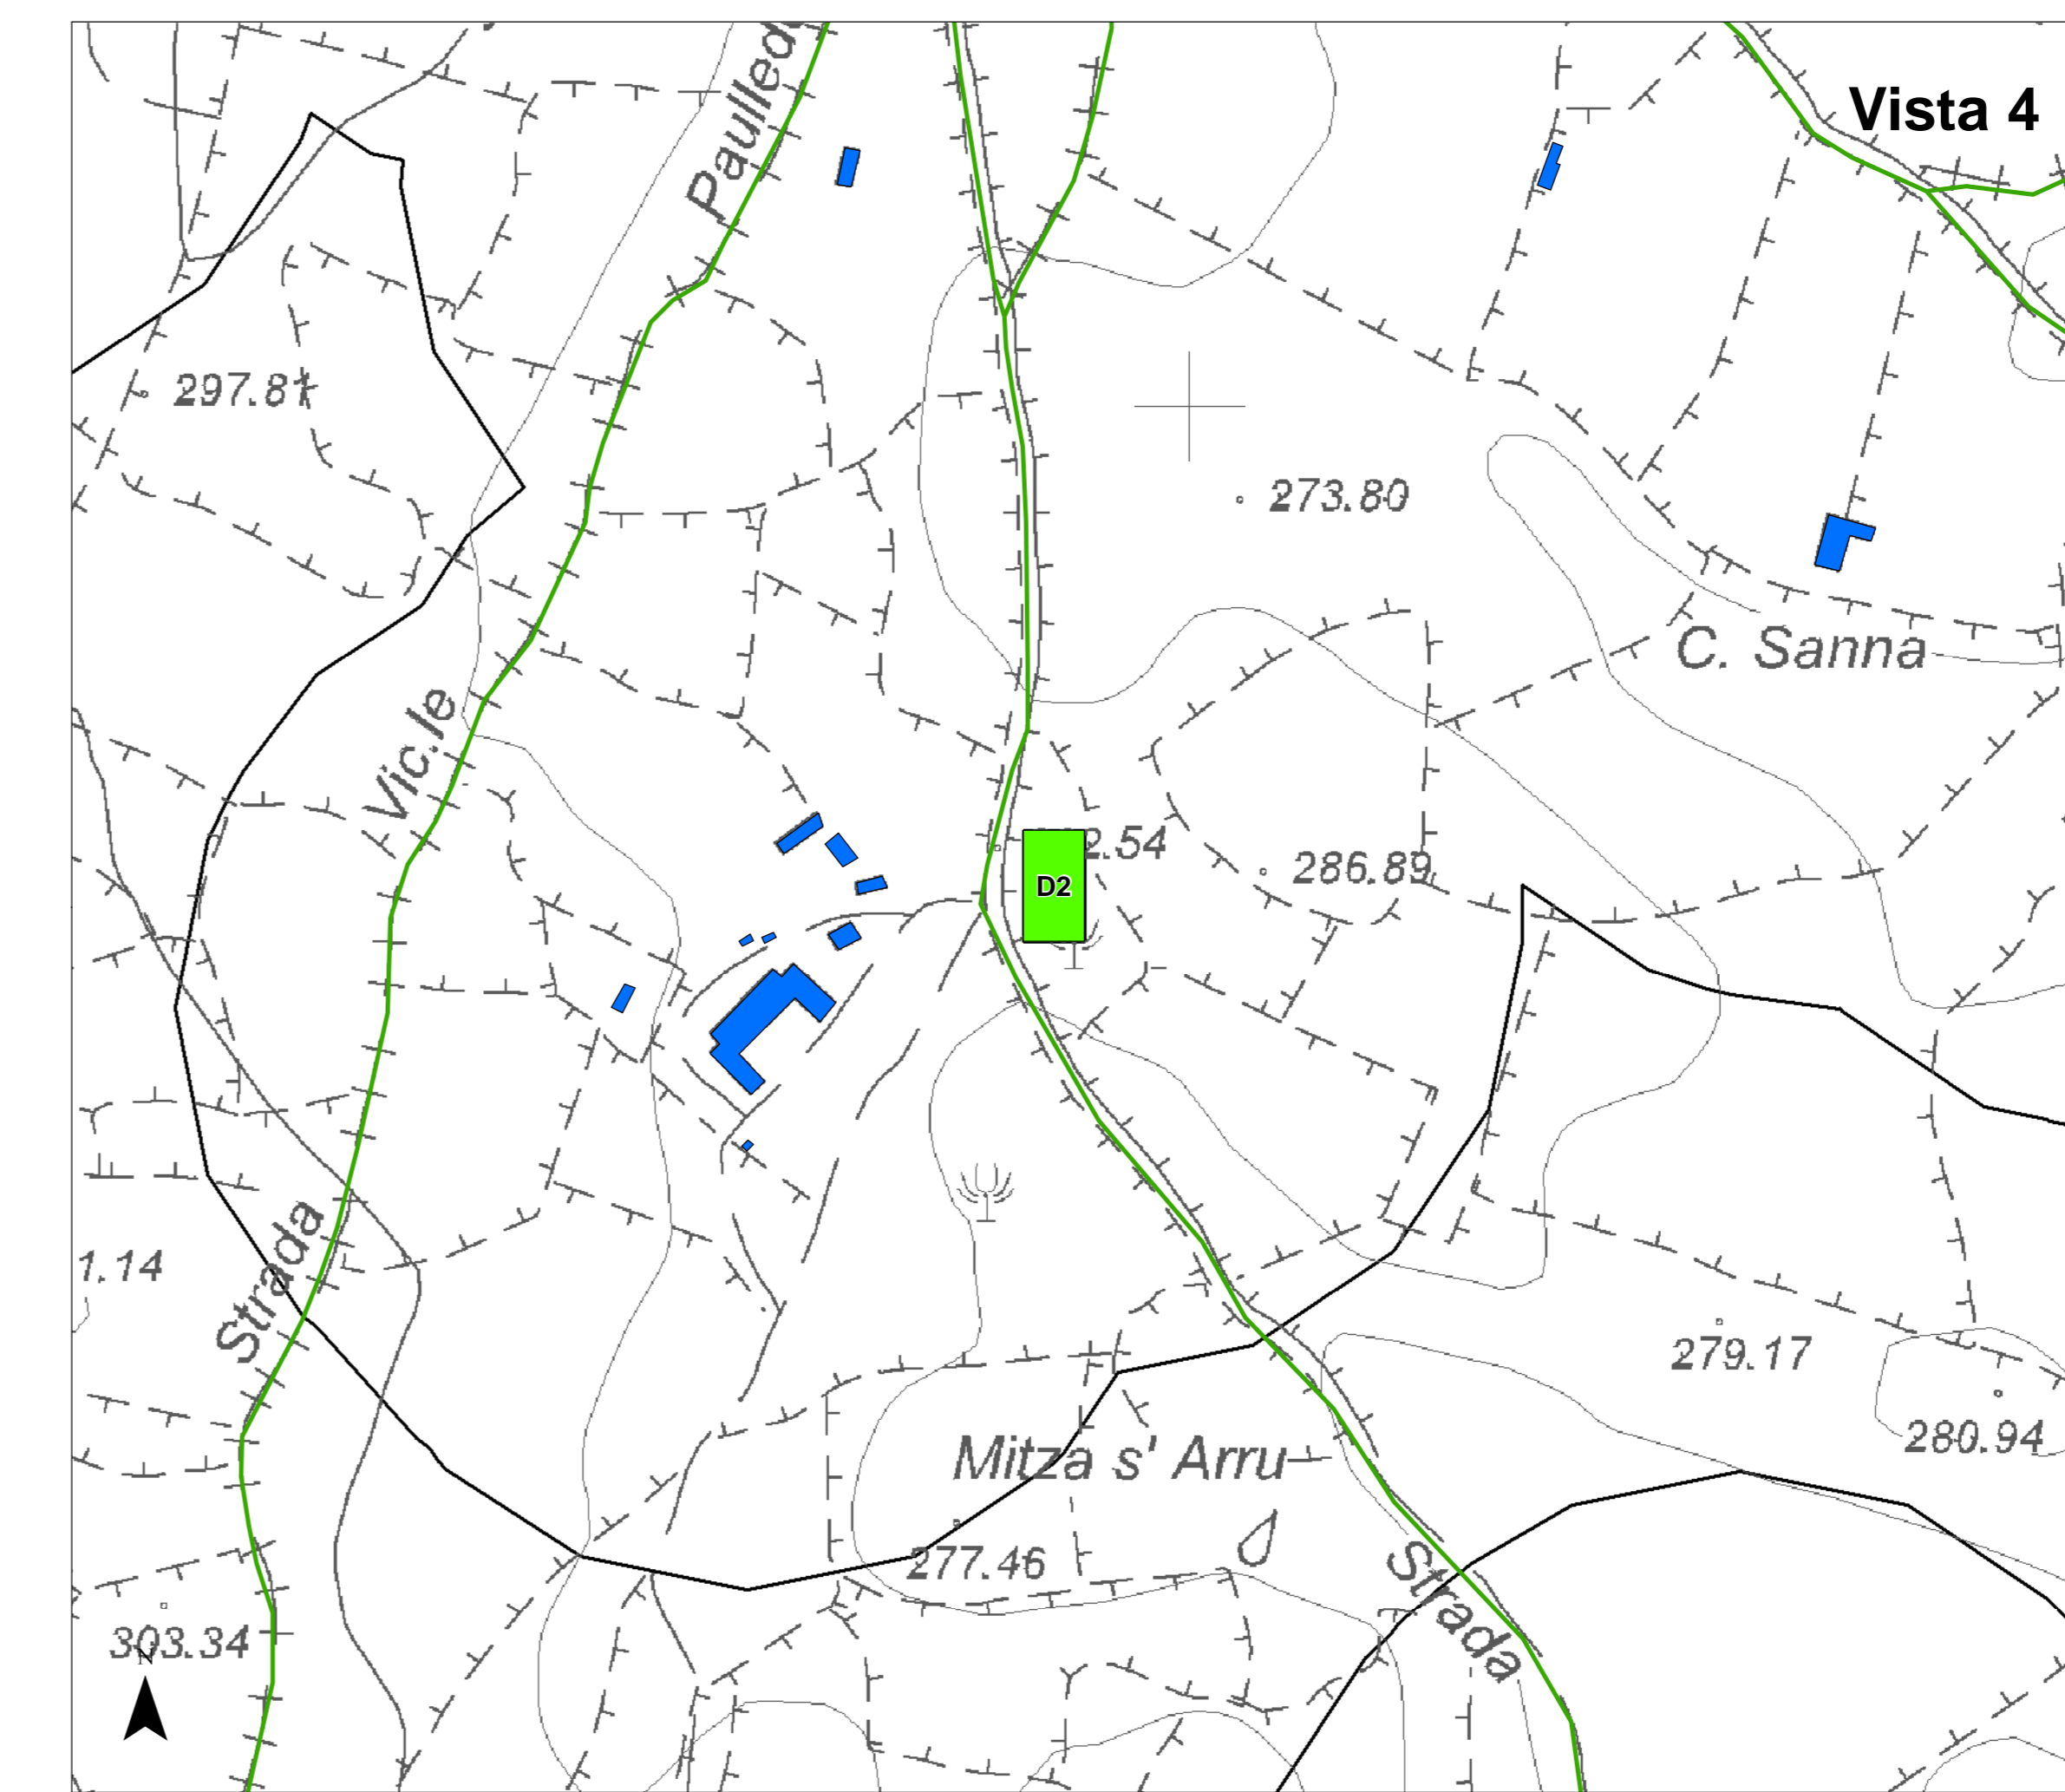 Vista 4
Paulled
297.81
273.80
C. Sanna
Vic.le
2.54
286.89
D2
Strada
1.14
279.17
280.94
Mitza s' Arru
277.46
Strada
303.34
N